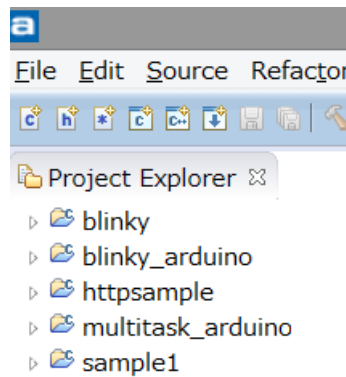 a
File Edit Source Refactor
Project Explorer
blinky
blinky_arduino
httpsample
multitask_arduino
sample1